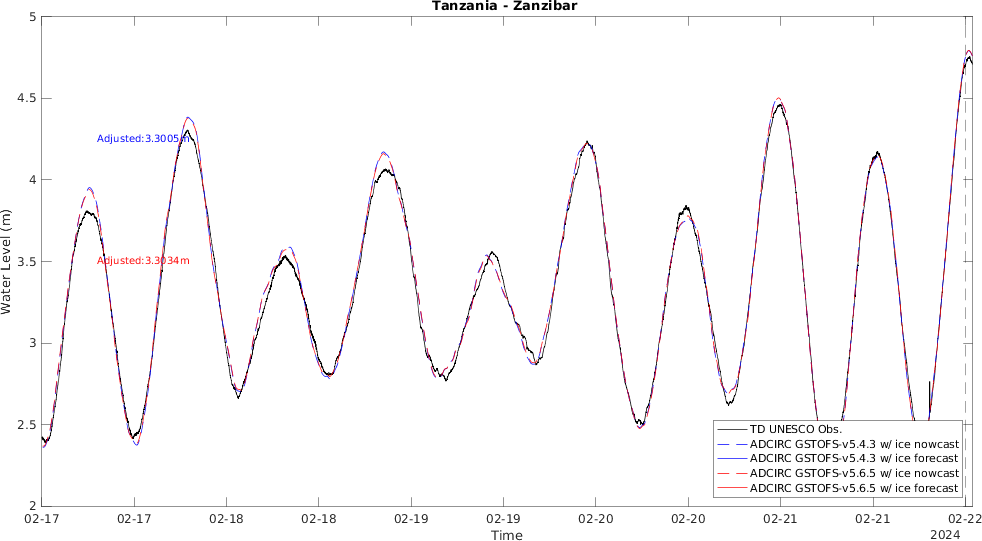 Tanzania - Zanzibar
5
4.5
4
3.5
3
2.5
2
Water Level (m)
Adjusted:3.3005m
Adjusted:3.3034m
TD UNESCO Obs.
ADCIRC GSTOFS-v5.4.3 w/ ice nowcast
ADCIRC GSTOFS-v5.4.3 w/ ice forecast
ADCIRC GSTOFS-v5.6.5 w/ ice nowcast
ADCIRC GSTOFS-v5.6.5 w/ ice forecast
02-17 02-17 02-18 02-18 02-19 02-19 02-20 02-20 02-21 02-21 02-22
Time
2024